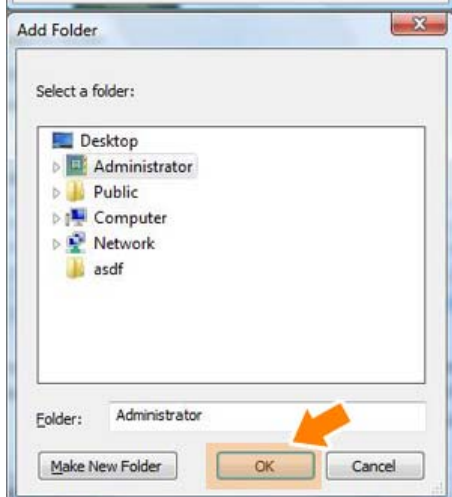 Add Folder
Select a folder:
Desktop
Administrator
Public
Computer
Network
asdf
Folder: Administrator
Make New Folder OK Cancel